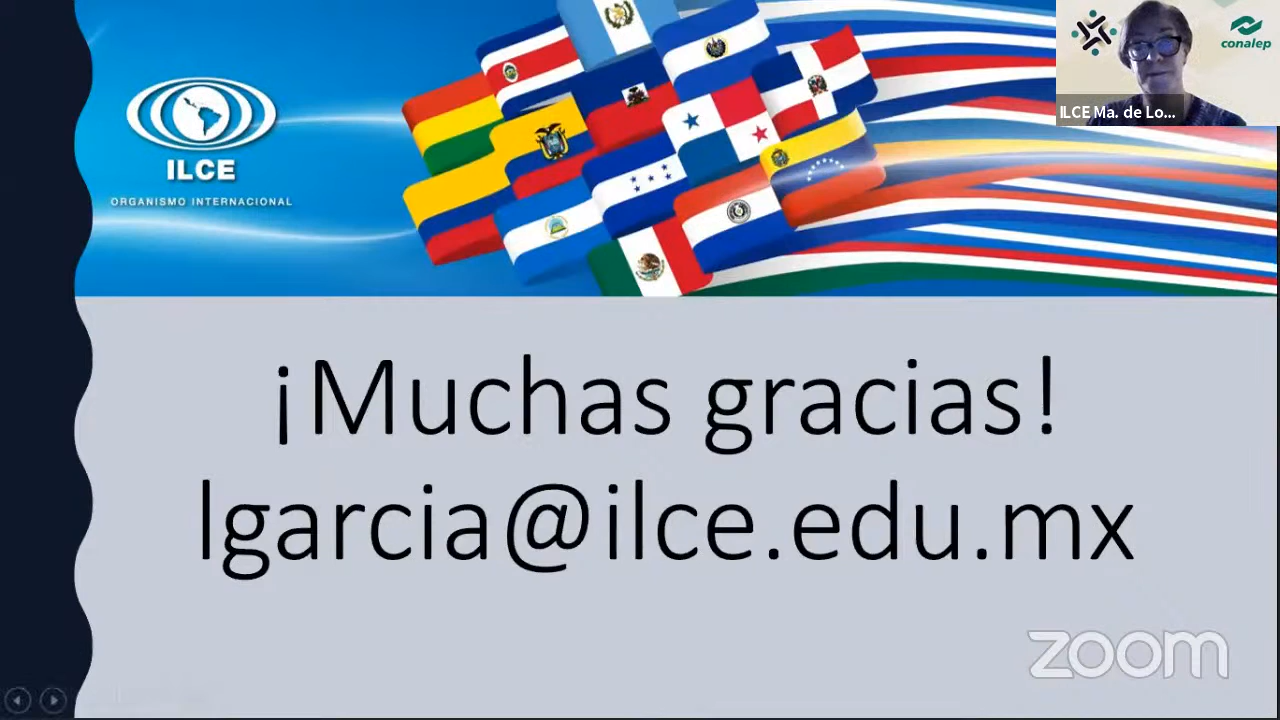 ILCE
ORGANISMO INTERNACIONAL
conalep
ILCE Ma. de Lo...
¡Muchas gracias!
lgarcia@ilce.edu.mx
zoom